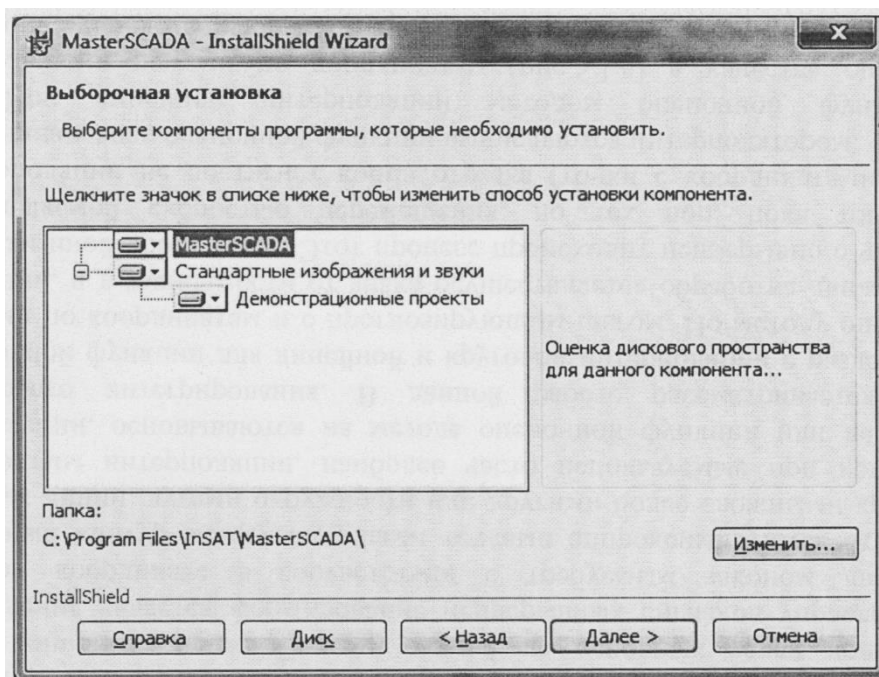 MasterSCADA - InstallShield Wizard
Выборочная установка
Выберите компоненты программы, которые необходимо установить.
Щелкните значок в списке ниже, чтобы изменить способ установки компонента.
MasterSCADA
Стандартные изображения и звуки
Демонстрационные проекты
Оценка дискового пространства
для данного компонента...
Папка:
C:\Program Files\InSAT\MasterSCADA\
Изменить...
InstallShield
Справка
Диск
< Назад
Далее >
Отмена